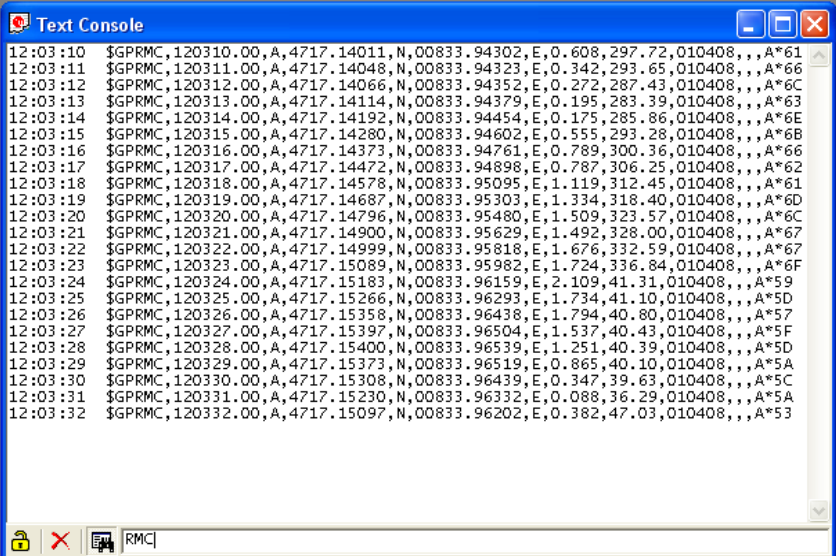 Text Console
12:03:10 $GPRMC,120310.00,A,4717.14011,N,00833.94302,E,0.608,297.72,010408,,,A*61
12:03:11 $GPRMC,120311.00,A,4717.14048,N,00833.94323,E,0.342,293.65,010408,,,A*66
12:03:12 $GPRMC,120312.00,A,4717.14066,N,00833.94352,E,0.272,287.43,010408,,,A*6C
12:03:13 $GPRMC,120313.00,A,4717.14114,N,00833.94379,E,0.195,283.39,010408,,,A*63
12:03:14 $GPRMC,120314.00,A,4717.14192,N,00833.94454,E,0.175,285.86,010408,,,A*6E
12:03:15 $GPRMC,120315.00,A,4717.14280,N,00833.94602,E,0.555,293.28,010408,,,A*6B
12:03:16 $GPRMC,120316.00,A,4717.14373,N,00833.94761,E,0.789,300.36,010408,,,A*66
12:03:17 $GPRMC,120317.00,A,4717.14472,N,00833.94898,E,0.787,306.25,010408,,,A*62
12:03:18 $GPRMC,120318.00,A,4717.14578,N,00833.95095,E,1.119,312.45,010408,,,A*61
12:03:19 $GPRMC,120319.00,A,4717.14687,N,00833.95303,E,1.334,318.40,010408,,,A*6D
12:03:20 $GPRMC,120320.00,A,4717.14796,N,00833.95480,E,1.509,323.57,010408,,,A*6C
12:03:21 $GPRMC,120321.00,A,4717.14900,N,00833.95629,E,1.492,328.00,010408,,,A*67
12:03:22 $GPRMC,120322.00,A,4717.14999,N,00833.95818,E,1.676,332.59,010408,,,A*67
12:03:23 $GPRMC,120323.00,A,4717.15089,N,00833.95982,E,1.724,336.84,010408,,,A*6F
12:03:24 $GPRMC,120324.00,A,4717.15183,N,00833.96159,E,2.109,41.31,010408,,,A*59
12:03:25 $GPRMC,120325.00,A,4717.15266,N,00833.96293,E,1.734,41.10,010408,,,A*5D
12:03:26 $GPRMC,120326.00,A,4717.15358,N,00833.96438,E,1.794,40.80,010408,,,A*57
12:03:27 $GPRMC,120327.00,A,4717.15397,N,00833.96504,E,1.537,40.43,010408,,,A*5F
12:03:28 $GPRMC,120328.00,A,4717.15400,N,00833.96539,E,1.251,40.39,010408,,,A*5D
12:03:29 $GPRMC,120329.00,A,4717.15373,N,00833.96519,E,0.865,40.10,010408,,,A*5A
12:03:30 $GPRMC,120330.00,A,4717.15308,N,00833.96439,E,0.347,39.63,010408,,,A*5C
12:03:31 $GPRMC,120331.00,A,4717.15230,N,00833.96332,E,0.088,36.29,010408,,,A*5A
12:03:32 $GPRMC,120332.00,A,4717.15097,N,00833.96202,E,0.382,47.03,010408,,,A*53
RMC